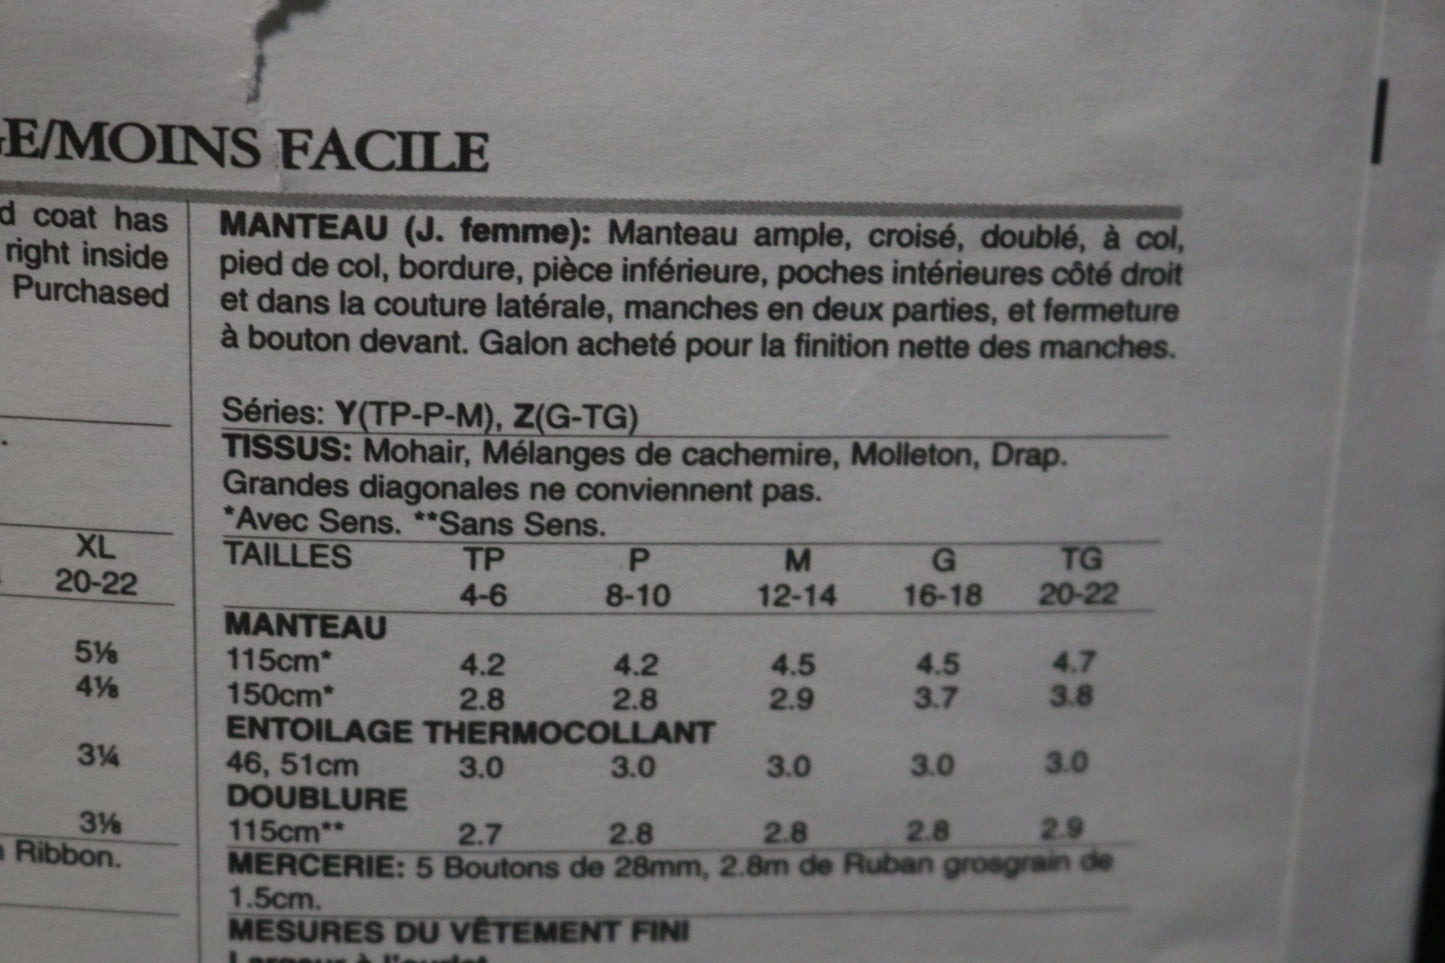 E/MOINS FACILE
d coat has
right inside
Purchased
XL
20-22
5⅛
4⅛
3¼
3⅛
Ribbon.
MANTEAU (J. femme): Manteau ample, croisé, doublé, à col,
pied de col, bordure, pièce inférieure, poches intérieures côté droit
et dans la couture latérale, manches en deux parties, et fermeture
à bouton devant. Galon acheté pour la finition nette des manches.
Séries: Y(TP-P-M), Z(G-TG)
TISSUS: Mohair, Mélanges de cachemire, Molleton, Drap.
Grandes diagonales ne conviennent pas.
*Avec Sens. **Sans Sens.
TAILLES TP P M G TG
4-6 8-10 12-14 16-18 20-22
MANTEAU
115cm* 4.2 4.2 4.5 4.5 4.7
150cm* 2.8 2.8 2.9 3.7 3.8
ENTOILAGE THERMOCOLLANT
46, 51cm 3.0 3.0 3.0 3.0 3.0
DOUBLURE
115cm** 2.7 2.8 2.8 2.8 2.9
MERCERIE: 5 Boutons de 28mm, 2.8m de Ruban grosgrain de
1.5cm.
MESURES DU VÊTEMENT FINI
Largeur à l'ourlet